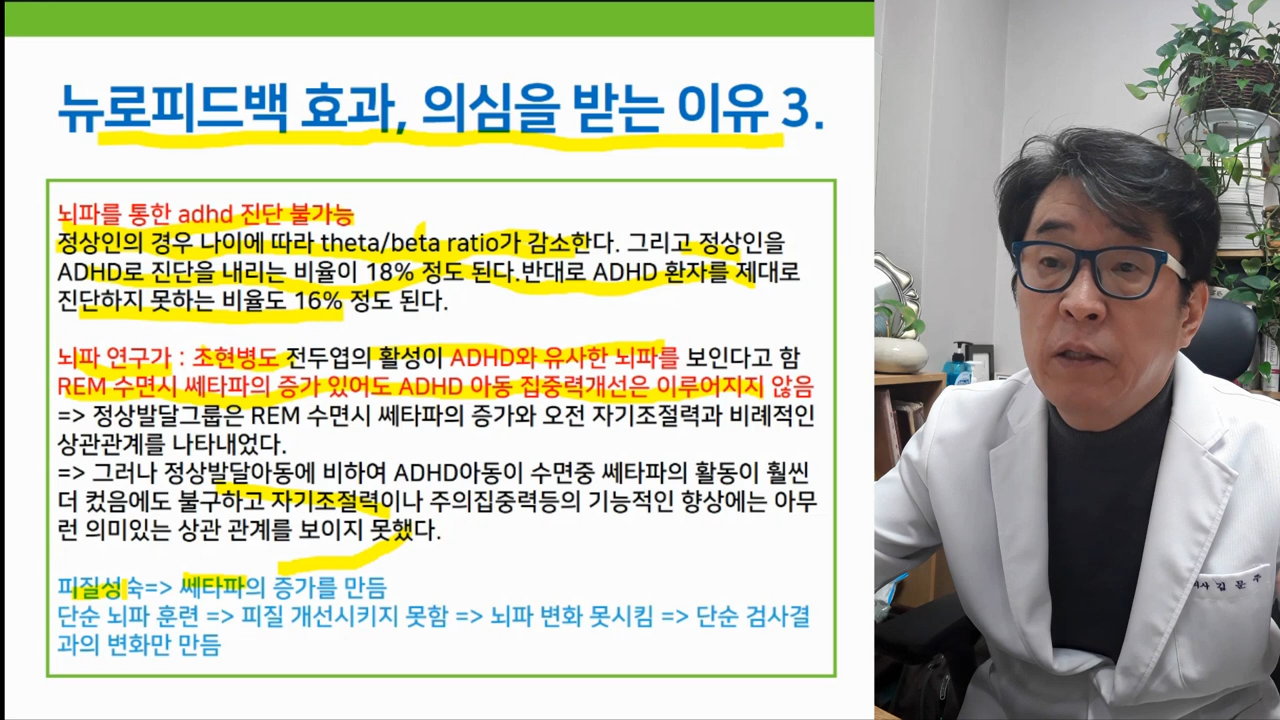 뉴로피드백 효과, 의심을 받는 이유 3.
뇌파를 통한 adhd 진단 불가능
정상인의 경우 나이에 따라 theta/beta ratio가 감소한다. 그리고 정상인을
ADHD로 진단을 내리는 비율이 18% 정도 된다.반대로 ADHD 환자를 제대로
진단하지 못하는 비율도 16% 정도 된다.
뇌파 연구가 : 조현병도 전두엽의 활성이 ADHD와 유사한 뇌파를 보인다고 함
REM 수면시 쎄타파의 증가 있어도 ADHD 아동 집중력개선은 이루어지지 않음
=> 정상발달그룹은 REM 수면시 쎄타파의 증가와 오전 자기조절력과 비례적인
상관관계를 나타내었다.
=> 그러나 정상발달아동에 비하여 ADHD아동이 수면중 쎄타파의 활동이 훨씬
더 컸음에도 불구하고 자기조절력이나 주의집중력등의 기능적인 향상에는 아무
런 의미있는 상관 관계를 보이지 못했다.
피질성숙=> 쎄타파의 증가를 만듬
단순 뇌파 훈련 => 피질 개선시키지 못함 => 뇌파 변화 못시킴 => 단순 검사결
과의 변화만 만듬
김문주